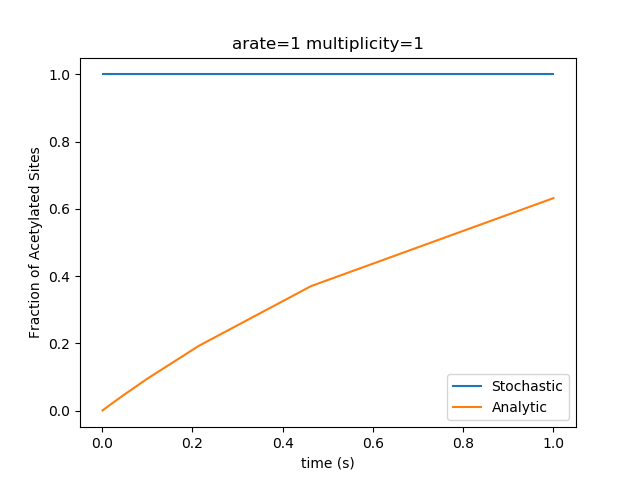 arate=1 multiplicity=1
Fraction of Acetylated Sites
1.0
0.8
0.6
0.4
0.2
0.0
0.0 0.2 0.4 0.6 0.8 1.0
time (s)
Stochastic
Analytic